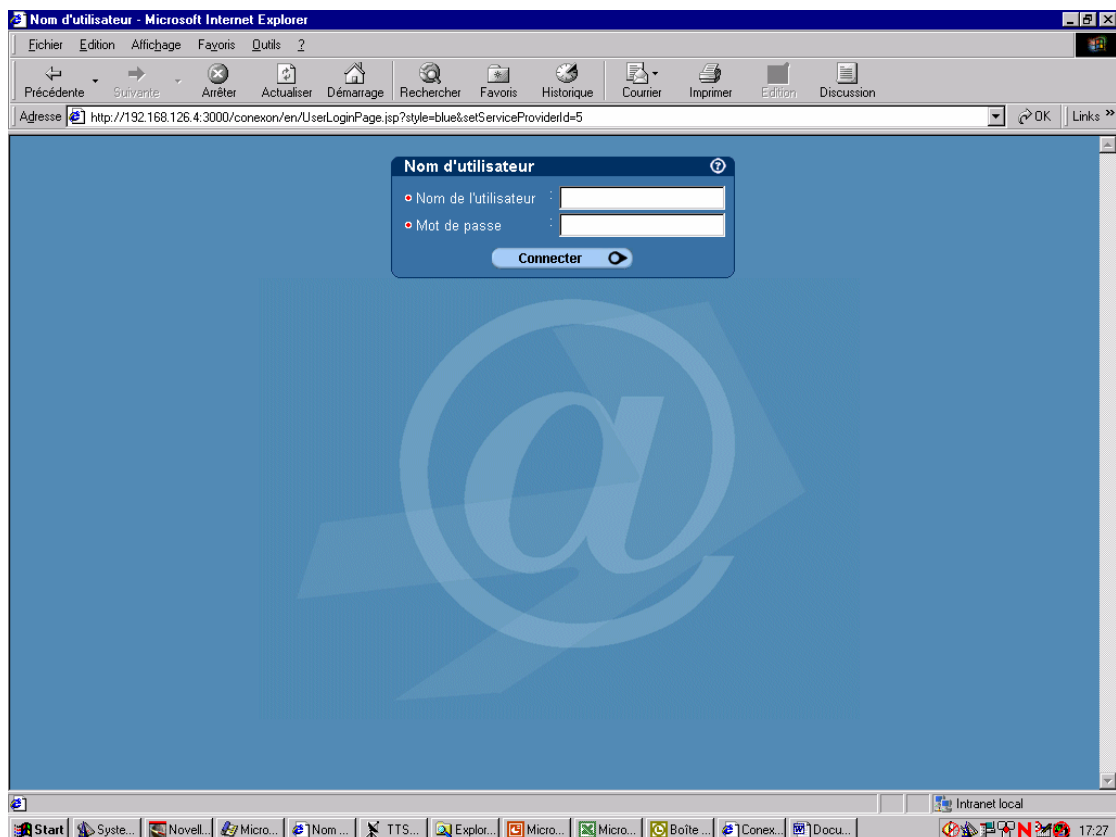 Nom d'utilisateur - Microsoft Internet Explorer
Fichier Edition Affichage Favoris Outils ?
Précédente Suivante Arrêter Actualiser Démarrage Rechercher Favoris Historique Courrier Imprimer Edition Discussion
Adresse http://192.168.126.4:3000/conexon/en/UserLoginPage.jsp?style=blue&setServiceProviderId=5 OK Links »
Nom d'utilisateur ?
Nom de l'utilisateur :
Mot de passe :
Connecter
@
Intranet local
Start Syste... Novell... Micro... Nom ... TTS... Explor... Micro... Micro... Boîte ... Conex... Docu... N 17:27